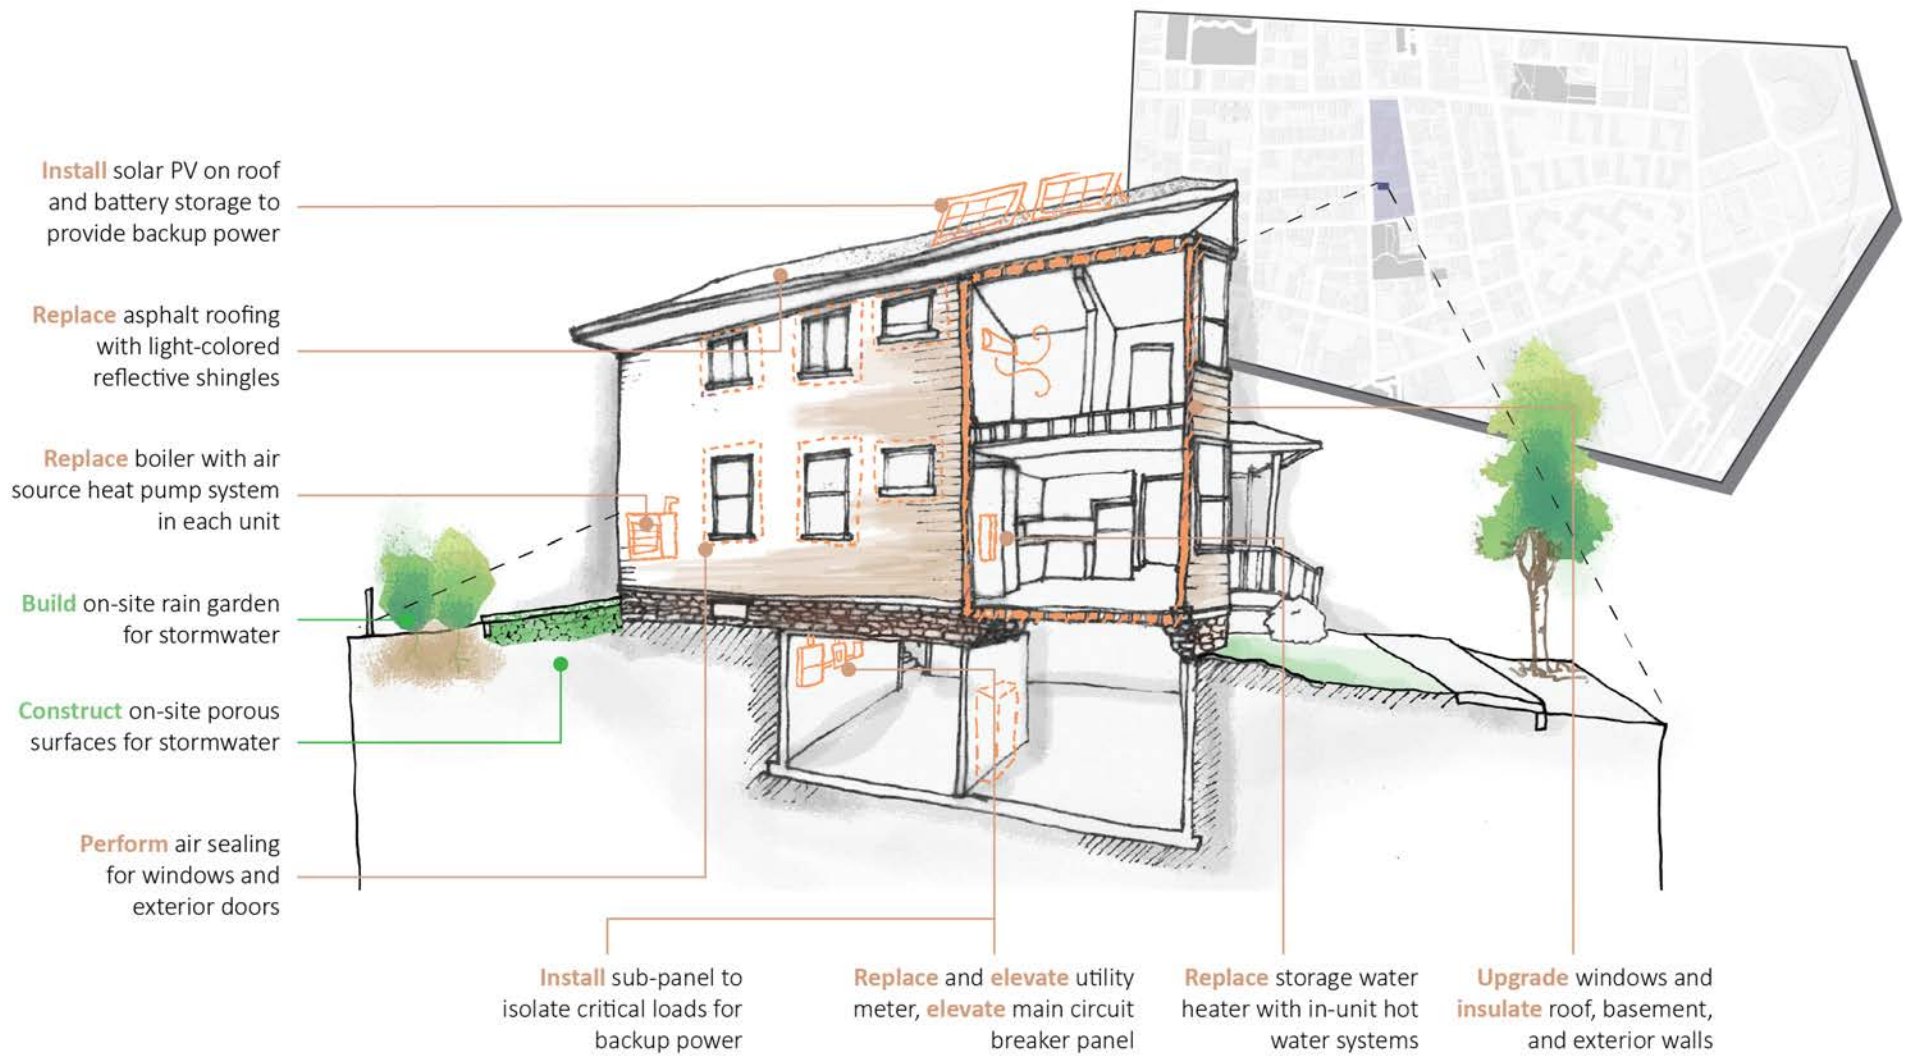 Install solar PV on roof
and battery storage to
provide backup power
Replace asphalt roofing
with light-colored
reflective shingles
Replace boiler with air
source heat pump system
in each unit
Build on-site rain garden
for stormwater
Construct on-site porous
surfaces for stormwater
Perform air sealing
for windows and
exterior doors
Install sub-panel to
isolate critical loads for
backup power
Replace and elevate utility
meter, elevate main circuit
breaker panel
Replace storage water
heater with in-unit hot
water systems
Upgrade windows and
insulate roof, basement,
and exterior walls